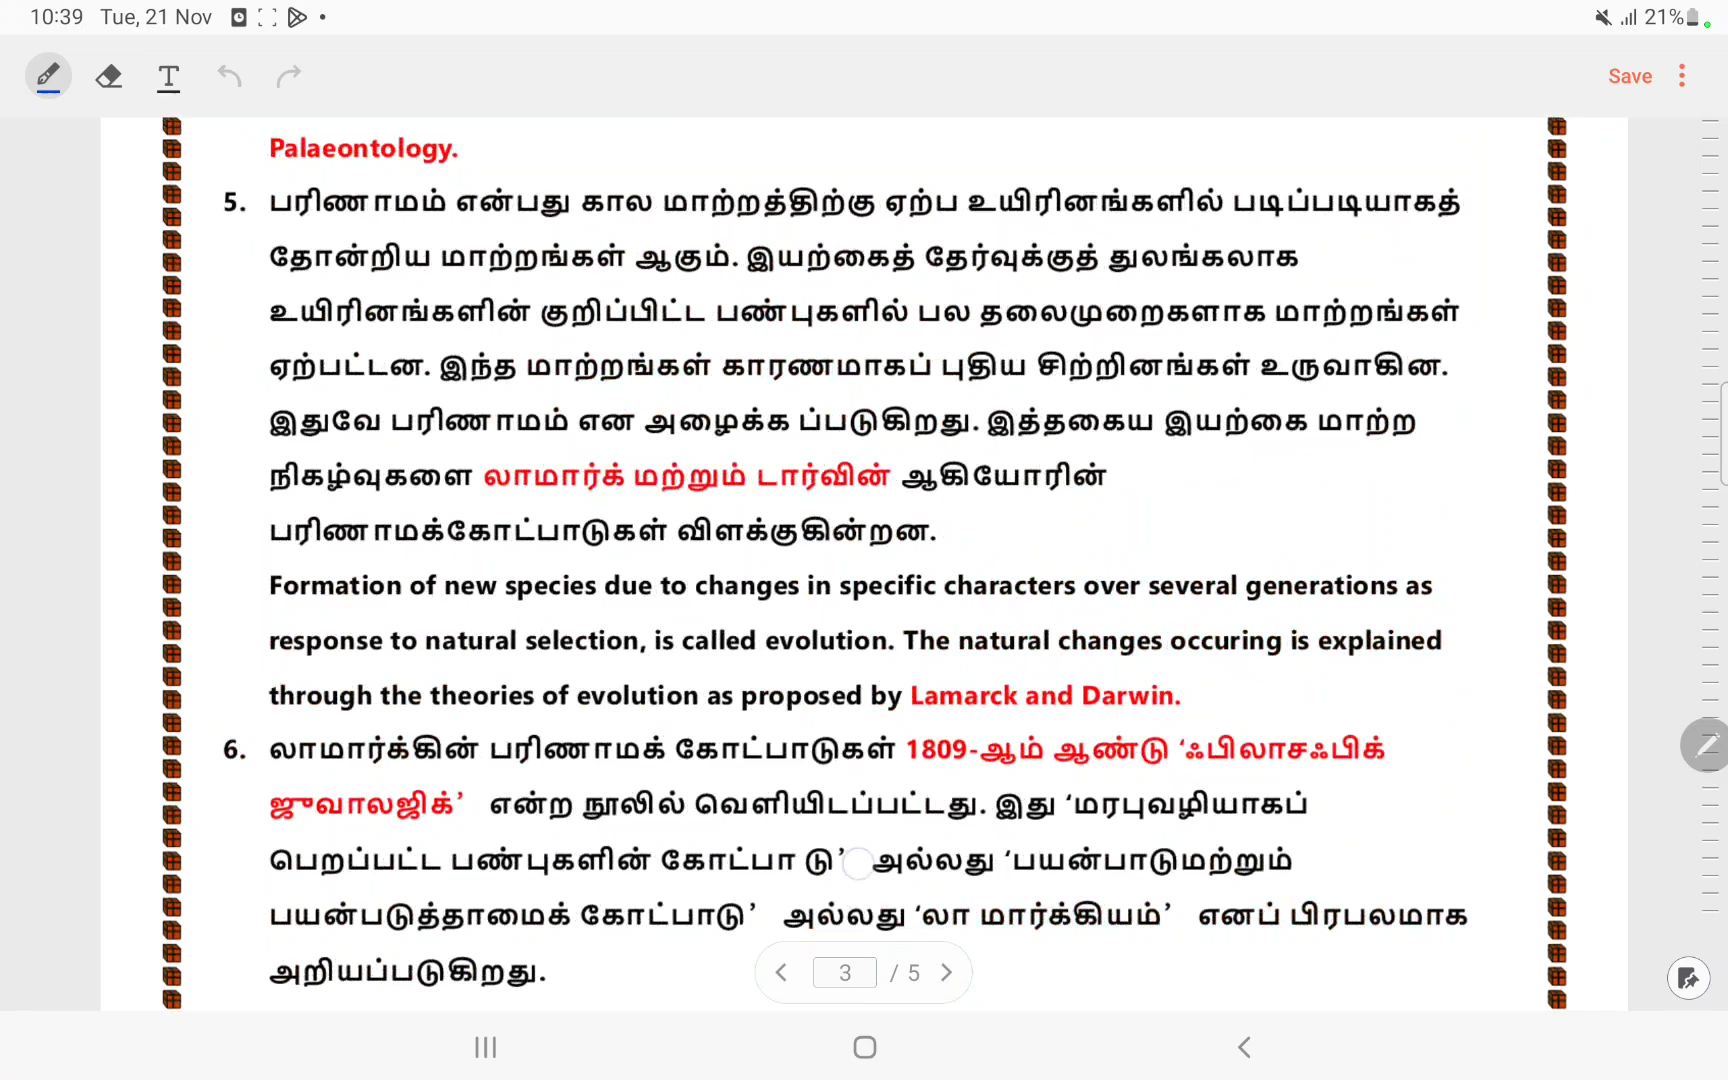 10:39 Tue, 21 Nov
21%
T
Save
Palaeontology.
5. பரிணாமம் என்பது கால மாற்றத்திற்கு ஏற்ப உயிரினங்களில் படிப்படியாகத்
தோன்றிய மாற்றங்கள் ஆகும். இயற்கைத் தேர்வுக்குத் துலங்கலாக
உயிரினங்களின் குறிப்பிட்ட பண்புகளில் பல தலைமுறைகளாக மாற்றங்கள்
ஏற்பட்டன. இந்த மாற்றங்கள் காரணமாகப் புதிய சிற்றினங்கள் உருவாகின.
இதுவே பரிணாமம் என அழைக்க ப்படுகிறது. இத்தகைய இயற்கை மாற்ற
நிகழ்வுகளை லாமார்க் மற்றும் டார்வின் ஆகியோரின்
பரிணாமக்கோட்பாடுகள் விளக்குகின்றன.
Formation of new species due to changes in specific characters over several generations as
response to natural selection, is called evolution. The natural changes occuring is explained
through the theories of evolution as proposed by Lamarck and Darwin.
6. லாமார்க்கின் பரிணாமக் கோட்பாடுகள் 1809-ஆம் ஆண்டு ‘ஃபிலாசஃபிக்
ஜுவாலஜிக்’ என்ற நூலில் வெளியிடப்பட்டது. இது ‘மரபுவழியாகப்
பெறப்பட்ட பண்புகளின் கோட்பா டு’ அல்லது ‘பயன்பாடுமற்றும்
பயன்படுத்தாமைக் கோட்பாடு’ அல்லது ‘லா மார்க்கியம்’ எனப் பிரபலமாக
அறியப்படுகிறது.
3 / 5